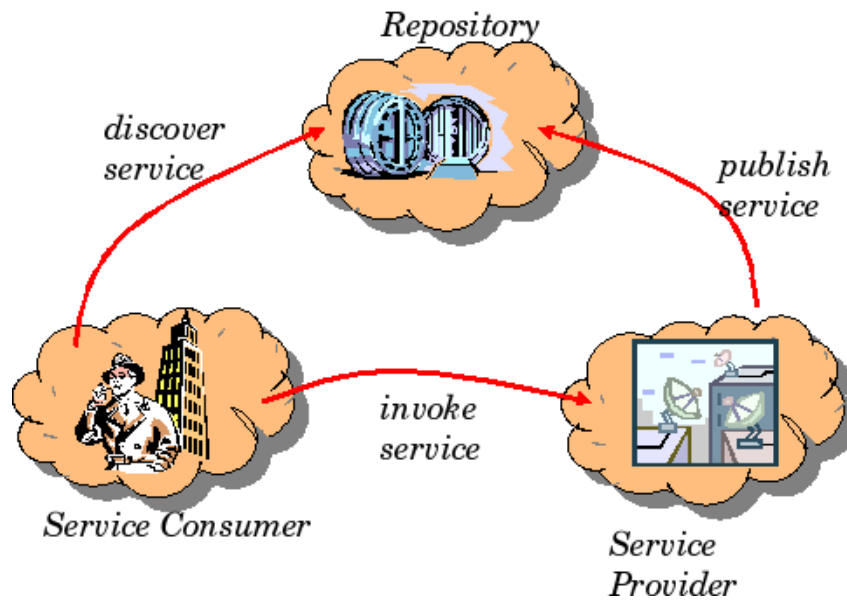 Repository
discover
service
publish
service
invoke
service
Service Consumer
Service
Provider